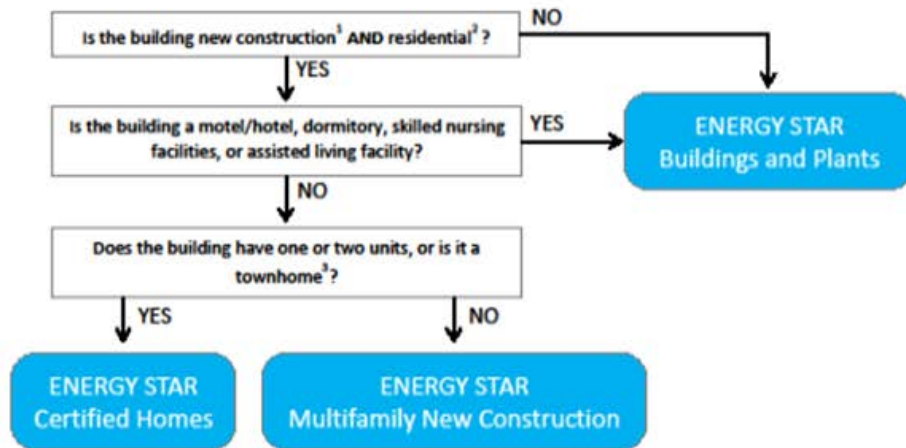 Is the building new construction¹ AND residential²?
NO
YES
Is the building a motel/hotel, dormitory, skilled nursing
facilities, or assisted living facility?
YES
ENERGY STAR
Buildings and Plants
NO
Does the building have one or two units, or is it a
townhome³?
YES
NO
ENERGY STAR
Certified Homes
ENERGY STAR
Multifamily New Construction